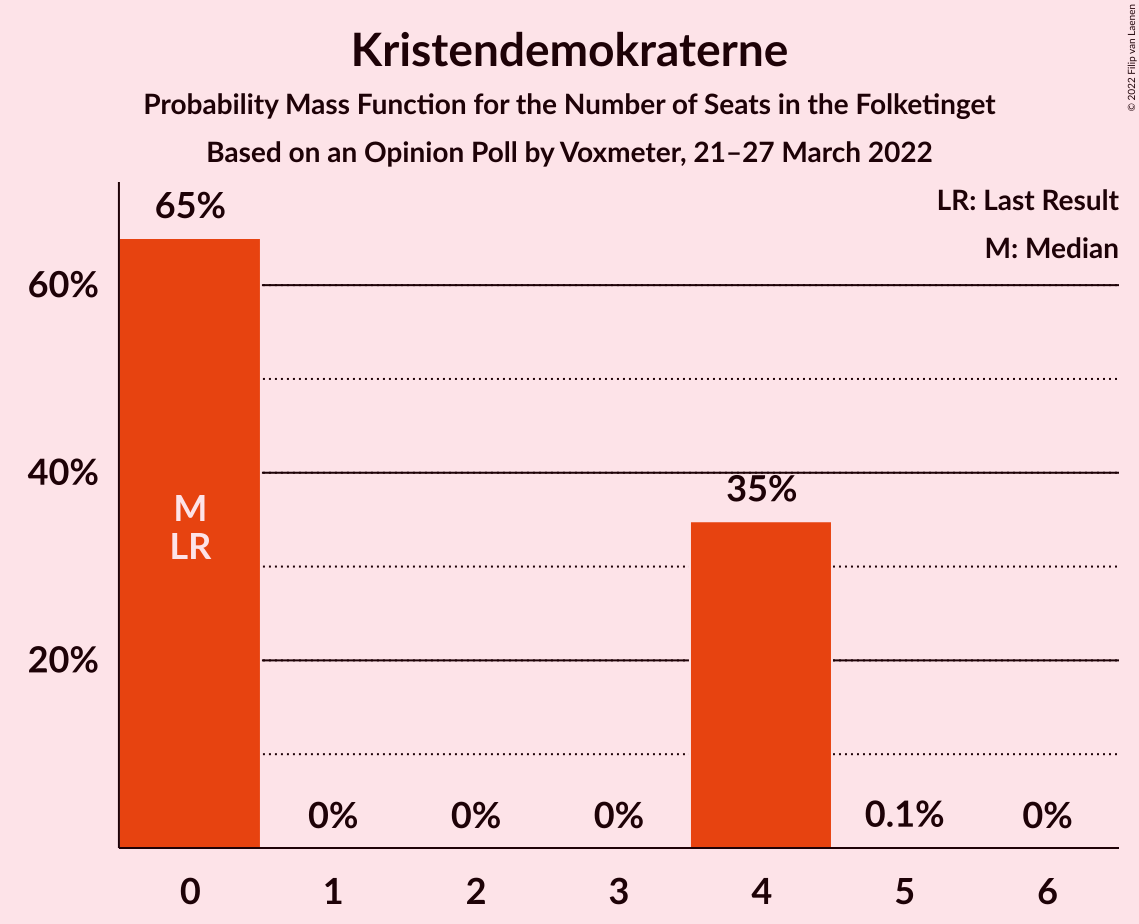 Kristendemokraterne
Probability Mass Function for the Number of Seats in the Folketinget
Based on an Opinion Poll by Voxmeter, 21–27 March 2022
© 2022 Filip van Laenen
LR: Last Result
M: Median
65%
60%
40%
35%
M
LR
20%
0%
0%
0%
0.1%
0%
0
1
2
3
4
5
6